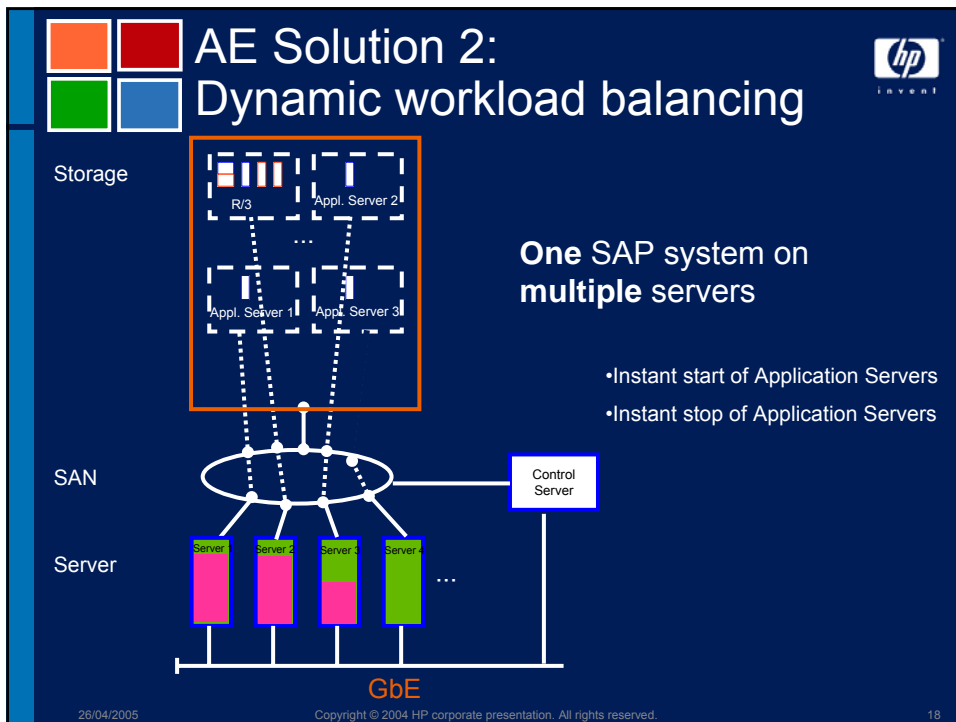 AE Solution 2:
Dynamic workload balancing
hp
invent
Storage
R/3
Appl. Server 2
...
Appl. Server 1
Appl. Server 3
One SAP system on
multiple servers
•Instant start of Application Servers
•Instant stop of Application Servers
SAN
Control
Server
Server
Server 1
Server 2
Server 3
Server 4
...
GbE
26/04/2005
Copyright © 2004 HP corporate presentation. All rights reserved.
18